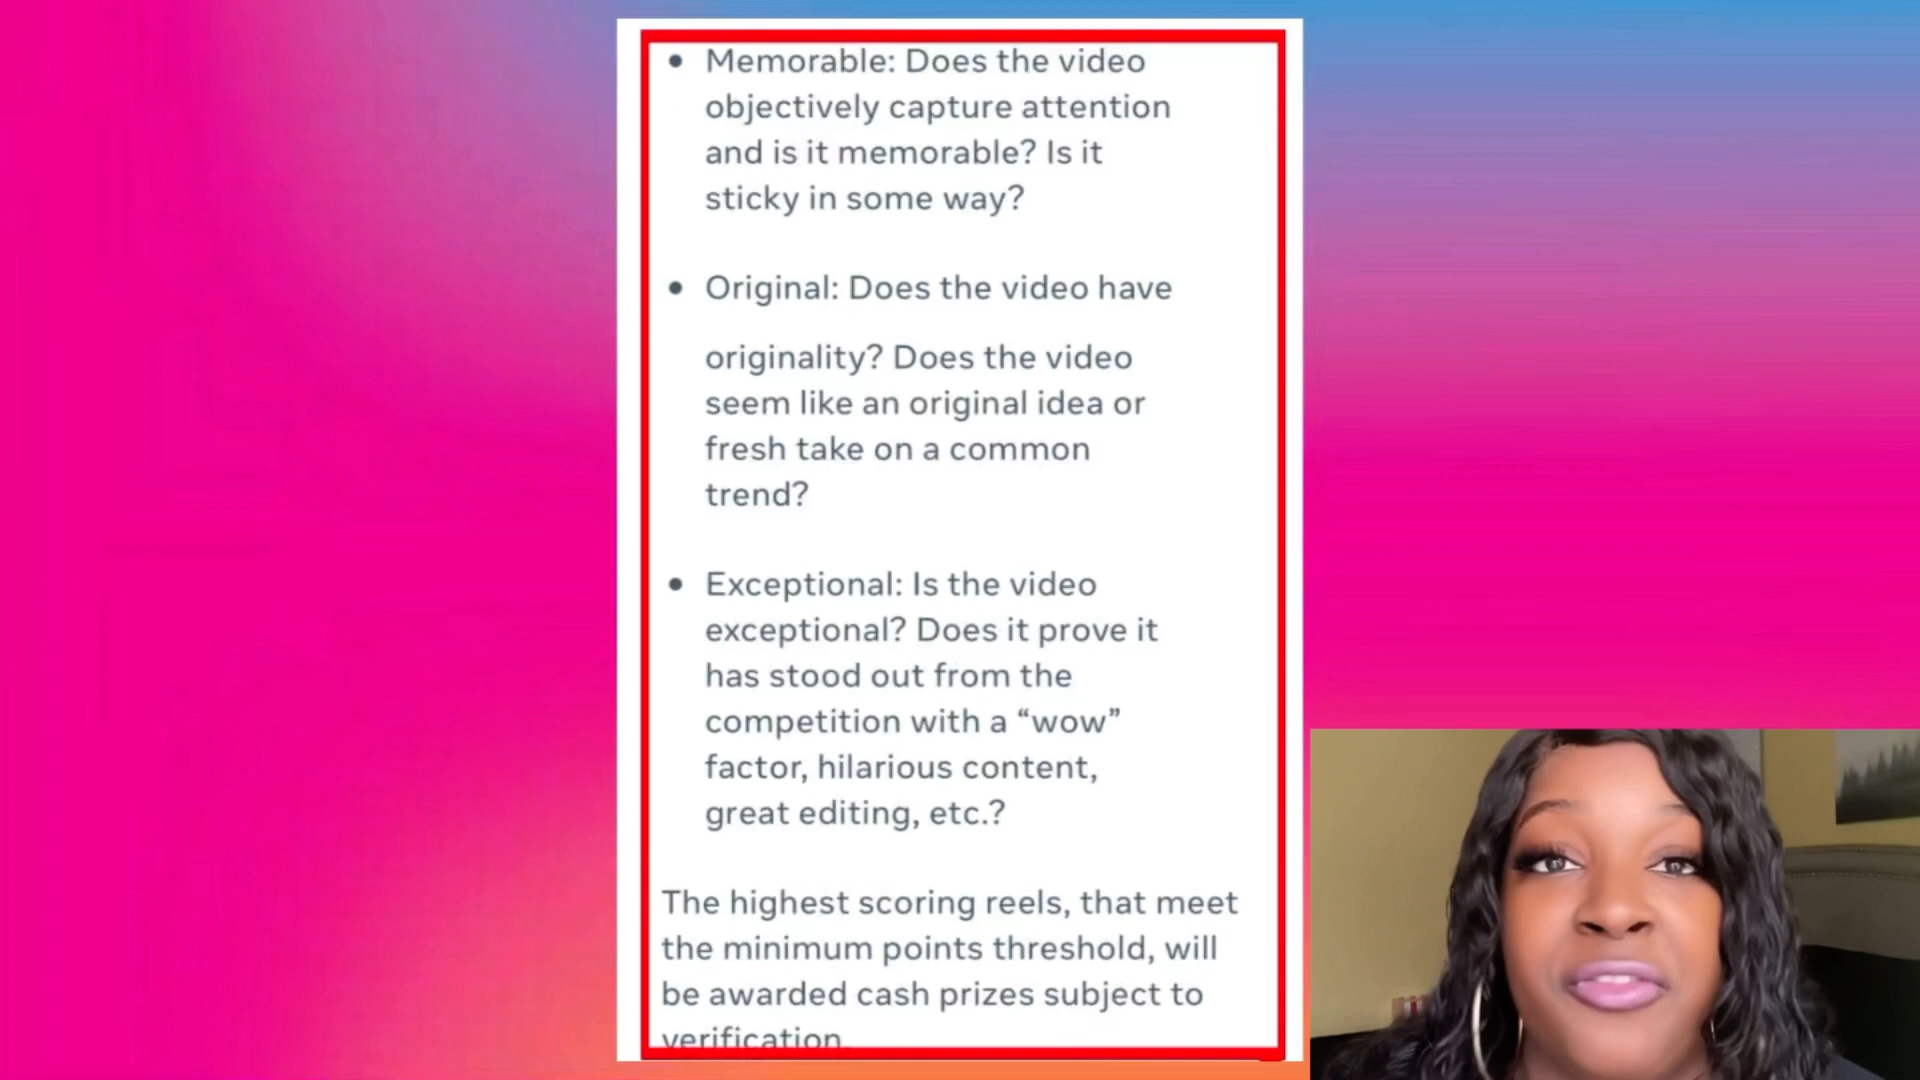 • Memorable: Does the video
objectively capture attention
and is it memorable? Is it
sticky in some way?
• Original: Does the video have
originality? Does the video
seem like an original idea or
fresh take on a common
trend?
• Exceptional: Is the video
exceptional? Does it prove it
has stood out from the
competition with a “wow”
factor, hilarious content,
great editing, etc.?
The highest scoring reels, that meet
the minimum points threshold, will
be awarded cash prizes subject to
verification.